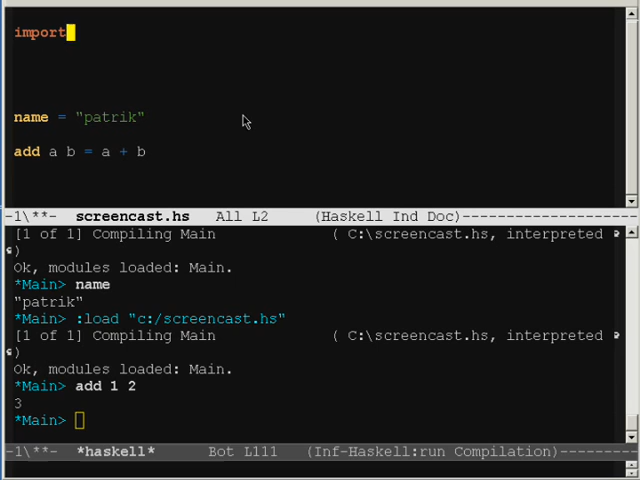 import
name = "patrik"
add a b = a + b
-1\**-  screencast.hs   All L2    (Haskell Ind Doc)-----------------
[1 of 1] Compiling Main             ( C:\screencast.hs, interpreted
)
Ok, modules loaded: Main.
*Main> name
"patrik"
*Main> :load "c:/screencast.hs"
[1 of 1] Compiling Main             ( C:\screencast.hs, interpreted
)
Ok, modules loaded: Main.
*Main> add 1 2
3
*Main>
-1\**-  *haskell*      Bot L111   (Inf-Haskell:run Compilation)---------